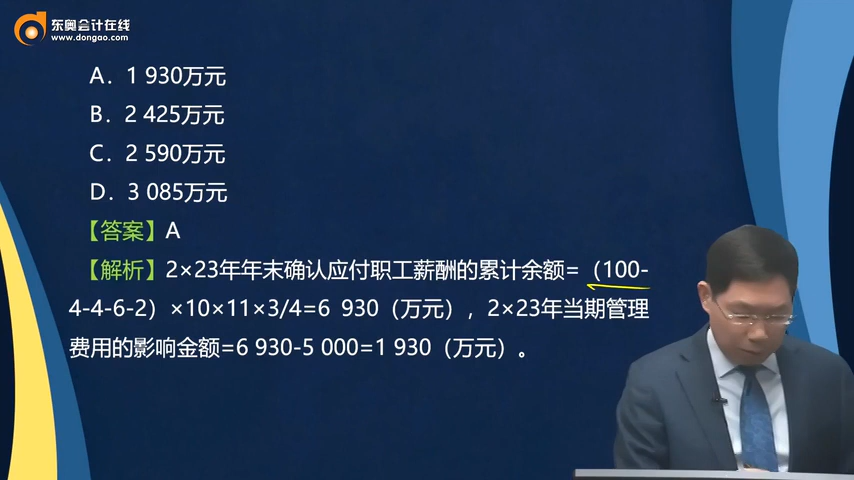 东奥会计在线
www.dongao.com
A．1 930万元
B．2 425万元
C．2 590万元
D．3 085万元
【答案】A
【解析】2×23年年末确认应付职工薪酬的累计余额=（100-
4-4-6-2）×10×11×3/4=6 930（万元），2×23年当期管理
费用的影响金额=6 930-5 000=1 930（万元）。